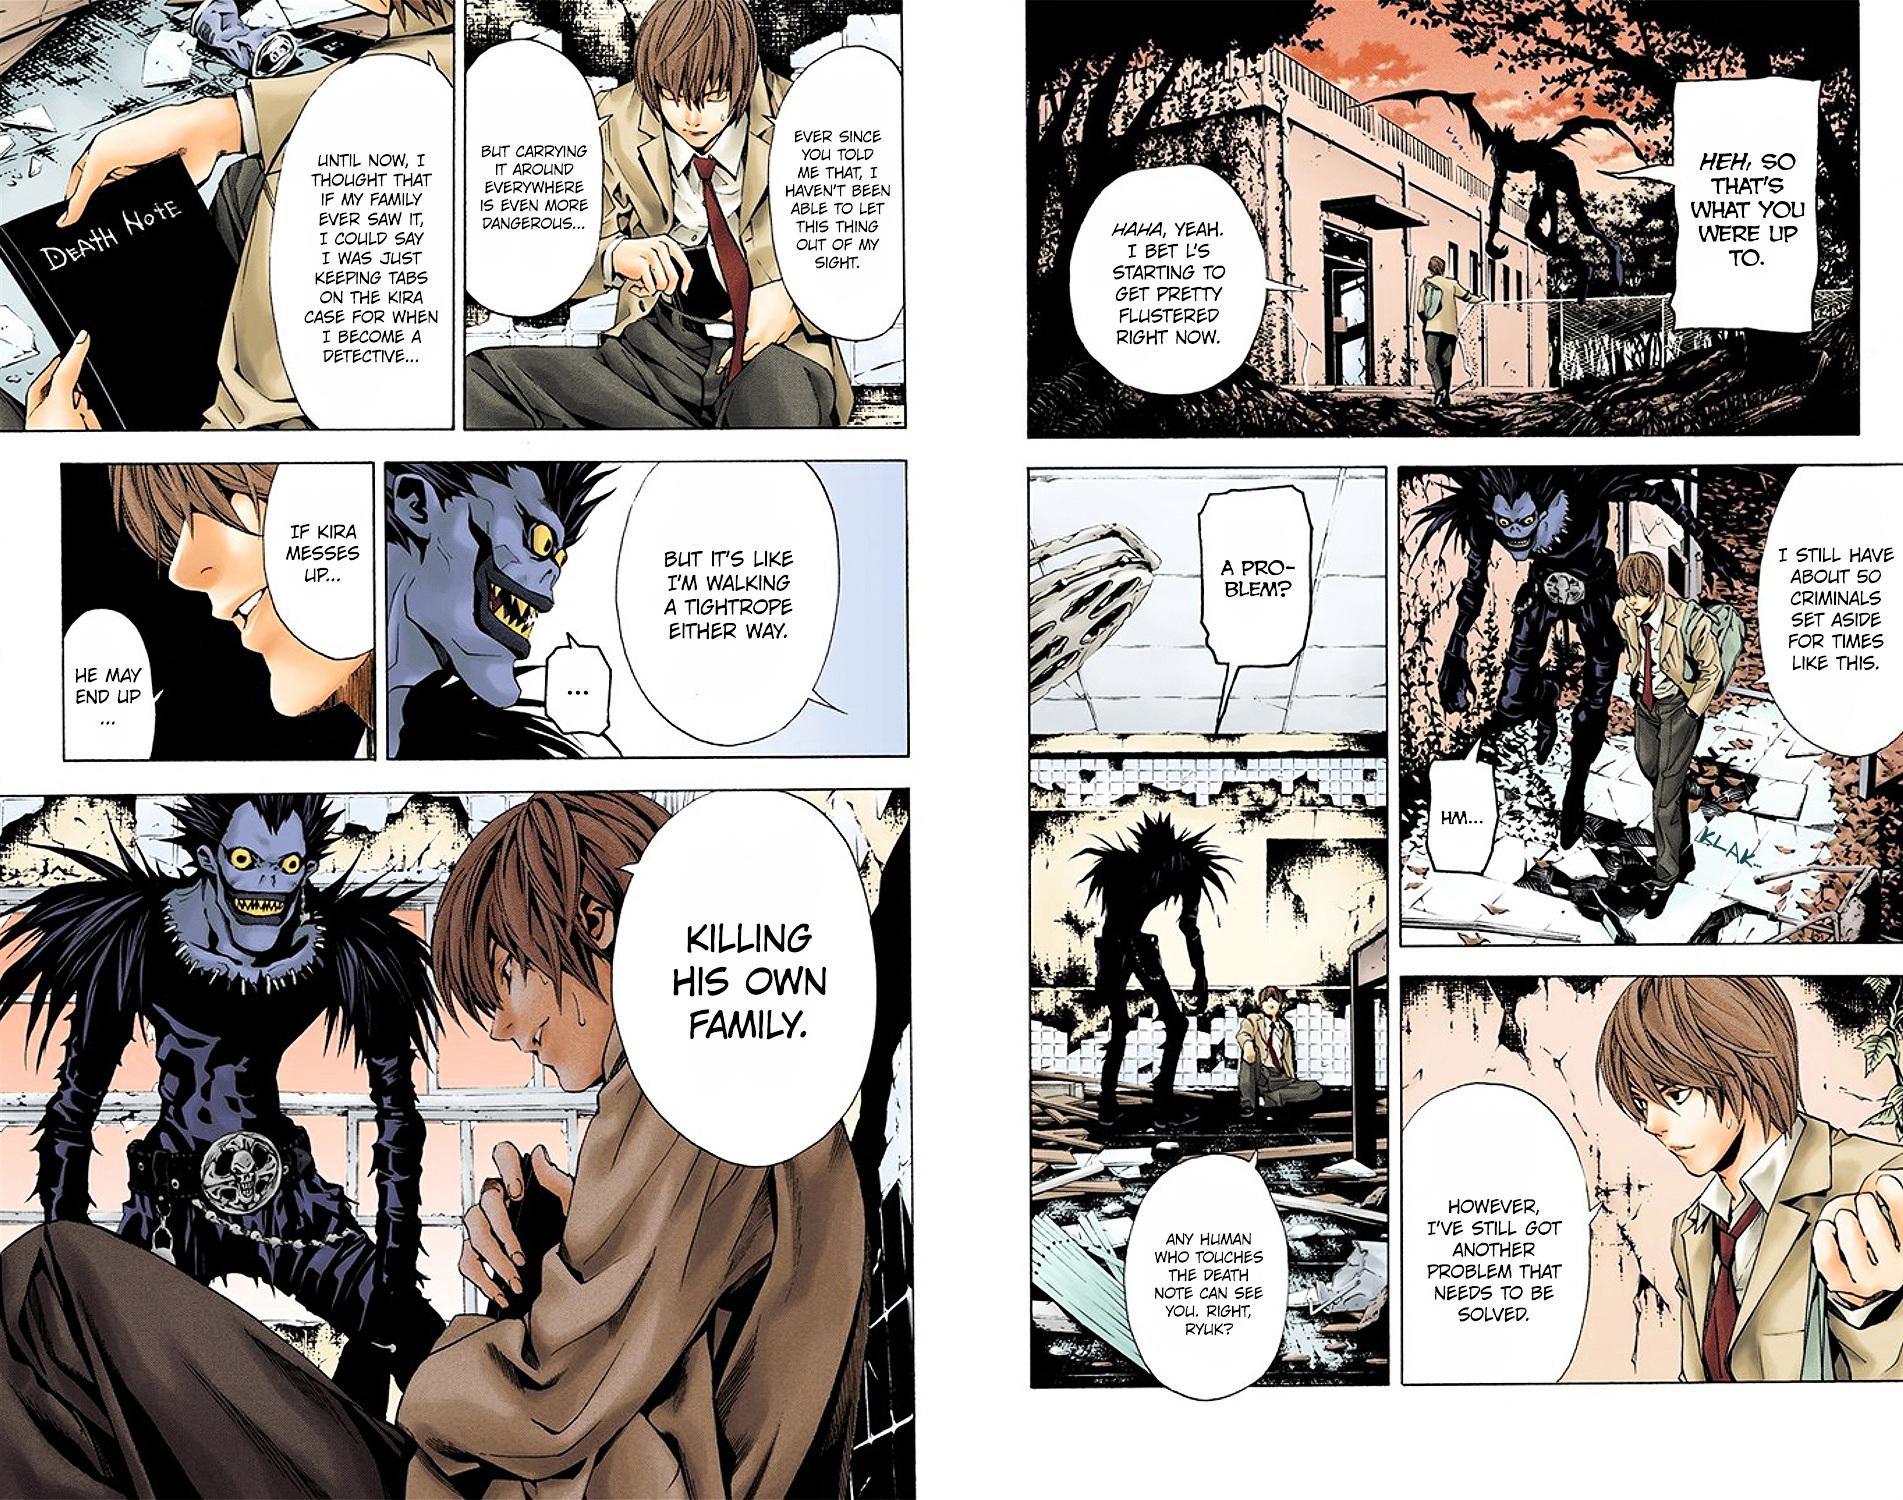 HEH, SO
THAT'S
WHAT YOU
WERE UP
TO.
HAHA, YEAH.
I BET L'S
STARTING TO
GET PRETTY
FLUSTERED
RIGHT NOW.
I STILL HAVE
ABOUT 50
CRIMINALS
SET ASIDE
FOR TIMES
LIKE THIS.
HM...
KLAK...
A PRO-
BLEM?
HOWEVER,
I'VE STILL GOT
ANOTHER
PROBLEM THAT
NEEDS TO BE
SOLVED.
ANY HUMAN
WHO TOUCHES
THE DEATH
NOTE CAN SEE
YOU. RIGHT,
RYUK?
EVER SINCE
YOU TOLD
ME THAT, I
HAVEN'T BEEN
ABLE TO LET
THIS THING
OUT OF MY
SIGHT.
BUT CARRYING
IT AROUND
EVERYWHERE
IS EVEN MORE
DANGEROUS...
UNTIL NOW, I
THOUGHT THAT
IF MY FAMILY
EVER SAW IT,
I COULD SAY
I WAS JUST
KEEPING TABS
ON THE KIRA
CASE FOR WHEN
I BECOME A
DETECTIVE...
DEATH NOTE
BUT IT'S LIKE
I'M WALKING
A TIGHTROPE
EITHER WAY.
...
IF KIRA
MESSES
UP...
HE MAY
END UP
...
KILLING
HIS OWN
FAMILY.